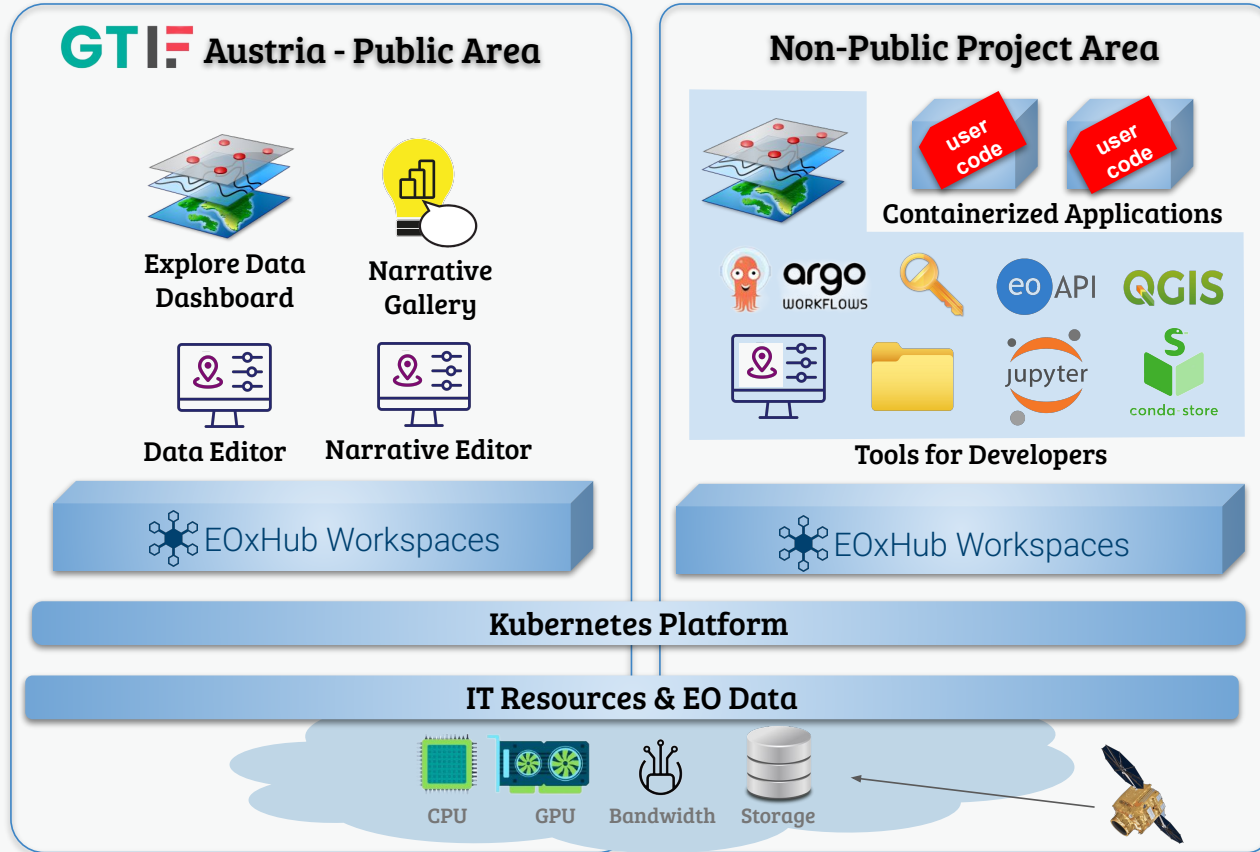 GTIF Austria - Public Area
Explore Data
Dashboard
Narrative
Gallery
Data Editor
Narrative Editor
EOxHub Workspaces
Non-Public Project Area
user
code
user
code
Containerized Applications
argo
WORKFLOWS
eo API
QGIS
jupyter
S
conda-store
Tools for Developers
EOxHub Workspaces
Kubernetes Platform
IT Resources & EO Data
CPU
GPU
Bandwidth
Storage